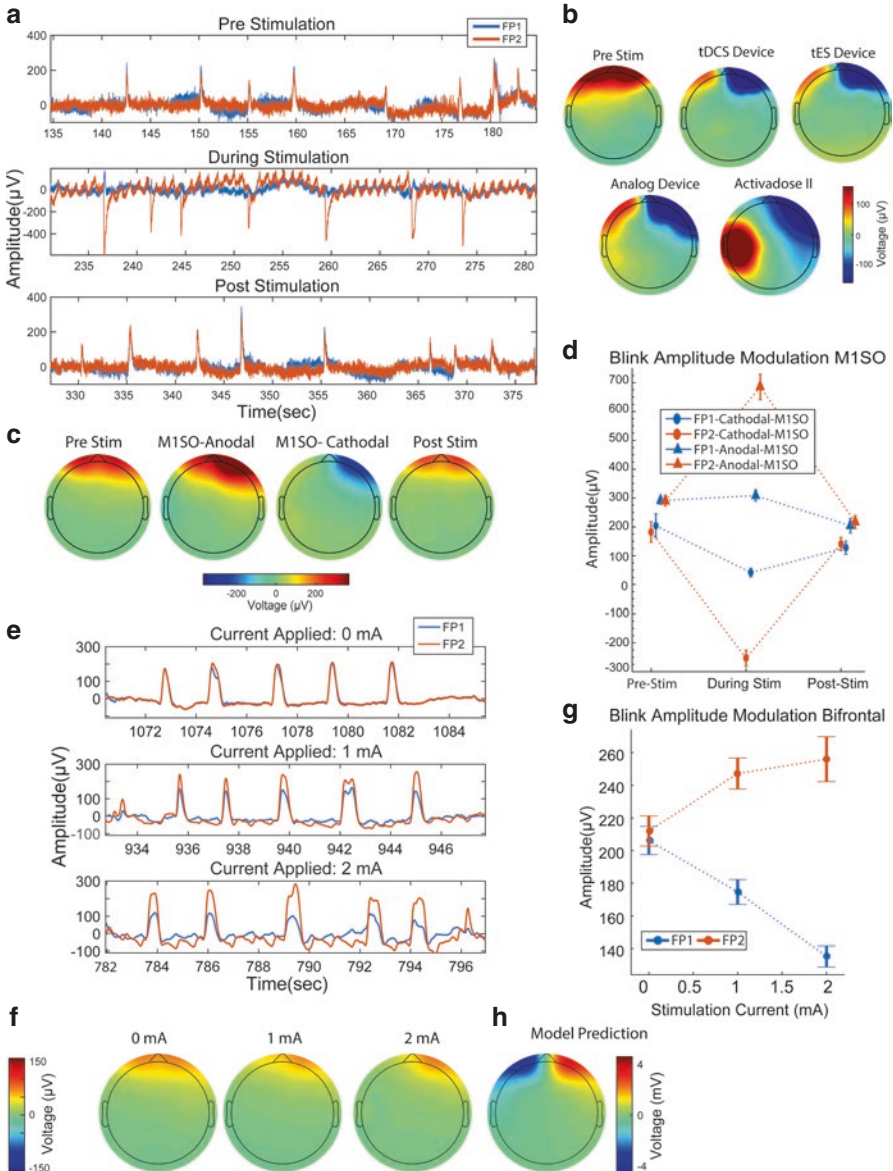 a
Pre Stimulation
FP1
FP2
400
200
0
135 140 145 150 155 160 165 170 175 180
During Stimulation
0
-200
-400
235 240 245 250 255 260 265 270 275 280
Amplitude(µV)
Post Stimulation
400
200
0
330 335 340 345 350 355 360 365 370 375
Time(sec)
b
Pre Stim
tDCS Device
tES Device
Analog Device
Activadose II
100
0
-100
Voltage (µV)
c
Pre Stim
M1SO-Anodal
M1SO- Cathodal
Post Stim
-200 0 200
Voltage (µV)
d
Blink Amplitude Modulation M1SO
700
600
500
400
300
200
100
0
-100
-200
-300
Amplitude(µV)
FP1-Cathodal-M1SO
FP2-Cathodal-M1SO
FP1-Anodal-M1SO
FP2-Anodal-M1SO
Pre-Stim During Stim Post-Stim
e
Current Applied: 0 mA
FP1
FP2
300
100
0
1072 1074 1076 1078 1080 1082 1084
Current Applied: 1 mA
300
100
0
-100
934 936 938 940 942 944 946
Amplitude(µV)
Current Applied: 2 mA
300
100
0
-100
782 784 786 788 790 792 794 796
Time(sec)
g
Blink Amplitude Modulation Bifrontal
260
240
220
200
180
160
140
Amplitude(µV)
FP1 FP2
0 0.5 1 1.5 2
Stimulation Current (mA)
f
0 mA
1 mA
2 mA
150
0
-150
Voltage (µV)
h
Model Prediction
4
0
-4
Voltage (mV)